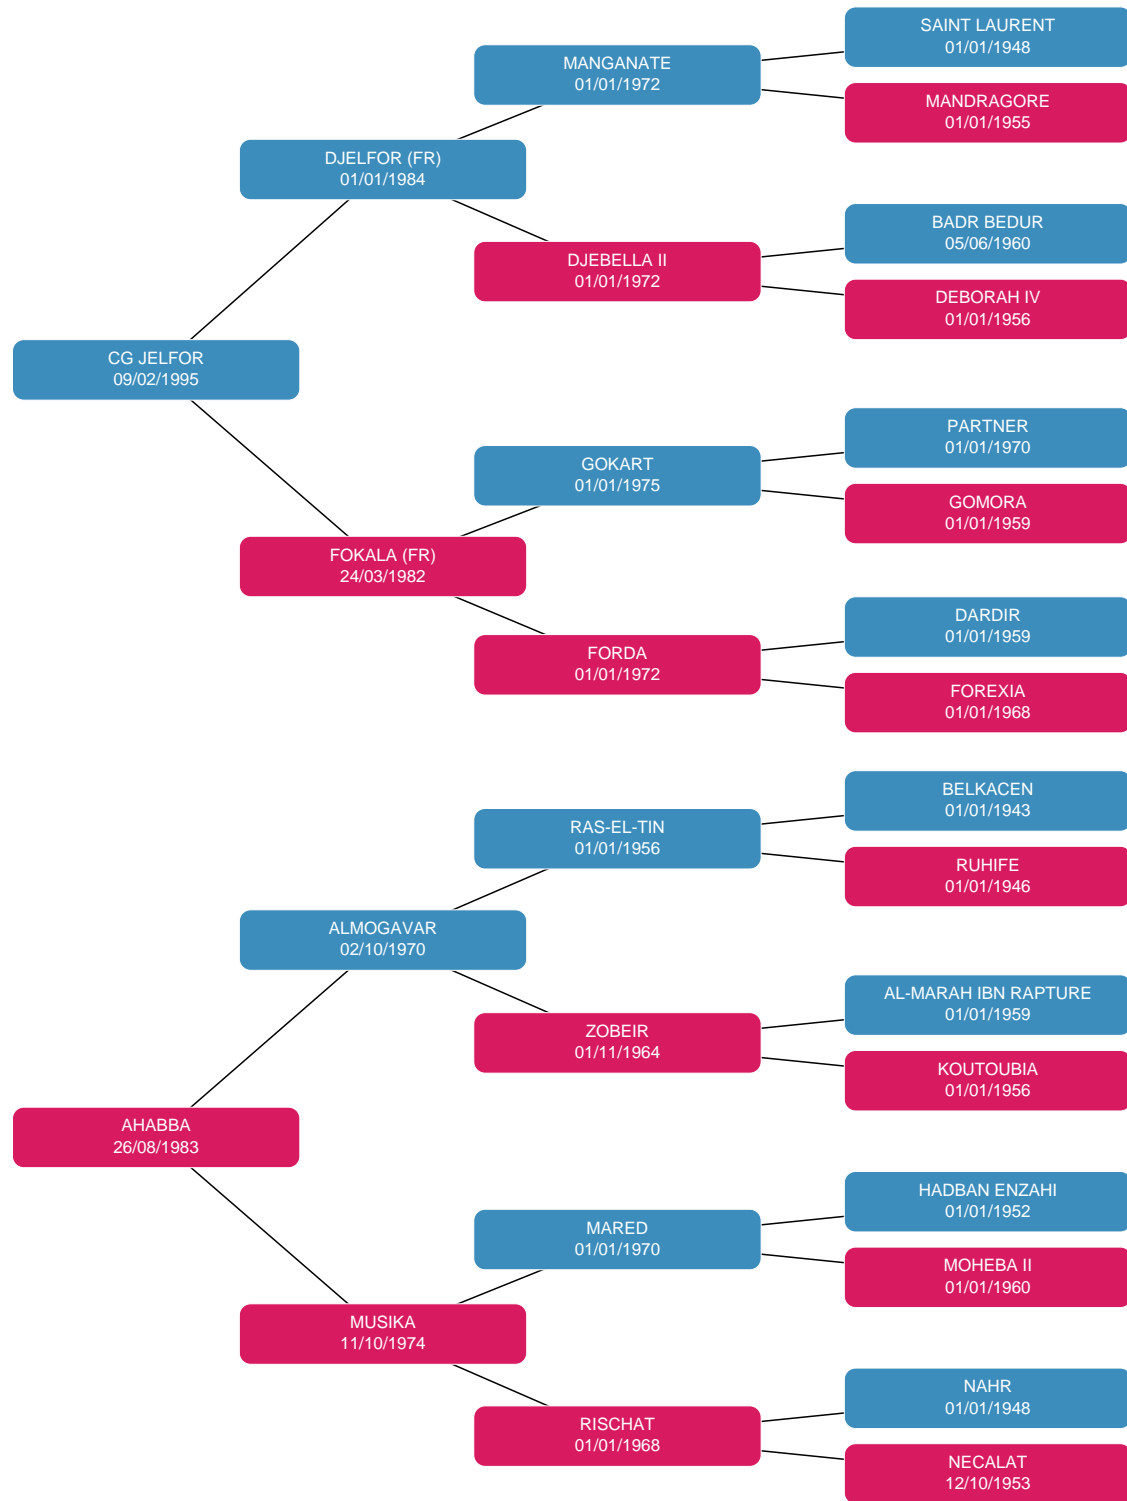 SAINT LAURENT
01/01/1948
MANGANATE
01/01/1972
MANDRAGORE
01/01/1955
DJELFOR (FR)
01/01/1984
BADR BEDUR
05/06/1960
DJEBELLA II
01/01/1972
DEBORAH IV
01/01/1956
CG JELFOR
09/02/1995
PARTNER
01/01/1970
GOKART
01/01/1975
GOMORA
01/01/1959
FOKALA (FR)
24/03/1982
DARDIR
01/01/1959
FORDA
01/01/1972
FOREXIA
01/01/1968
BELKACEN
01/01/1943
RAS-EL-TIN
01/01/1956
RUHIFE
01/01/1946
ALMOGAVAR
02/10/1970
AL-MARAH IBN RAPTURE
01/01/1959
ZOBEIR
01/11/1964
KOUTOUBIA
01/01/1956
AHABBA
26/08/1983
HADBAN ENZAHI
01/01/1952
MARED
01/01/1970
MOHEBA II
01/01/1960
MUSIKA
11/10/1974
NAHR
01/01/1948
RISCHAT
01/01/1968
NECALAT
12/10/1953